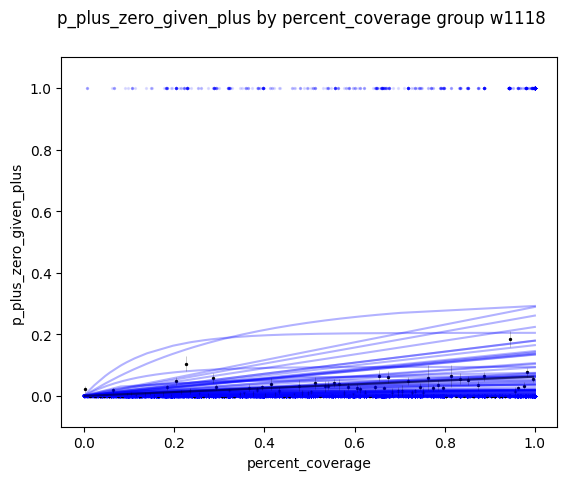 p_plus_zero_given_plus by percent_coverage group w1118
1.0
0.8
0.6
0.4
0.2
0.0
p_plus_zero_given_plus
0.0 0.2 0.4 0.6 0.8 1.0
percent_coverage